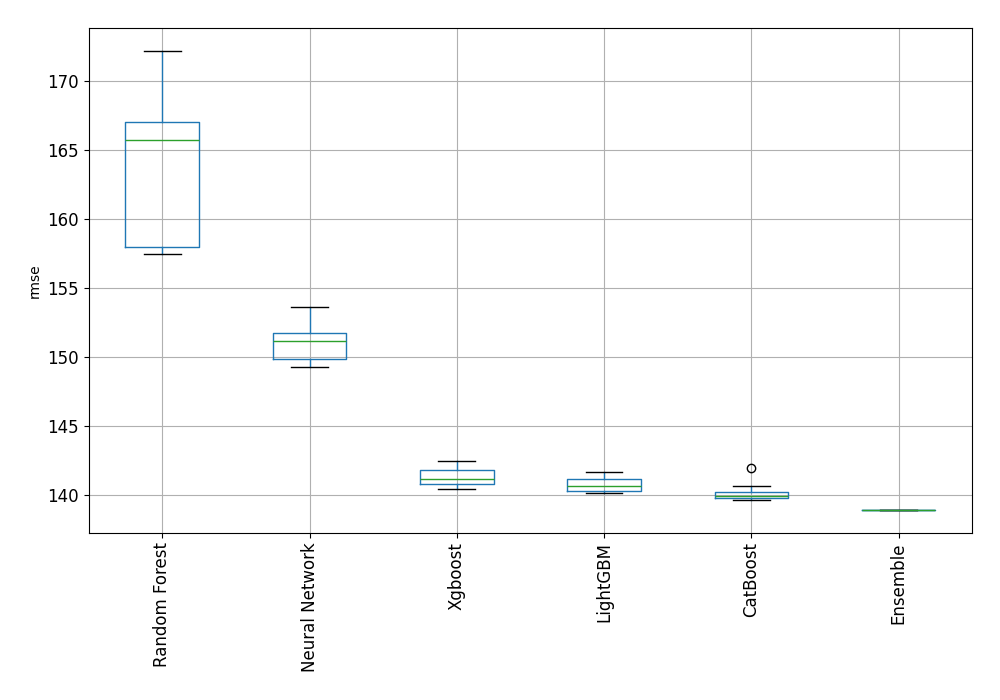 170
165
160
155
150
145
140
rmse
Random Forest
Neural Network
Xgboost
LightGBM
CatBoost
Ensemble